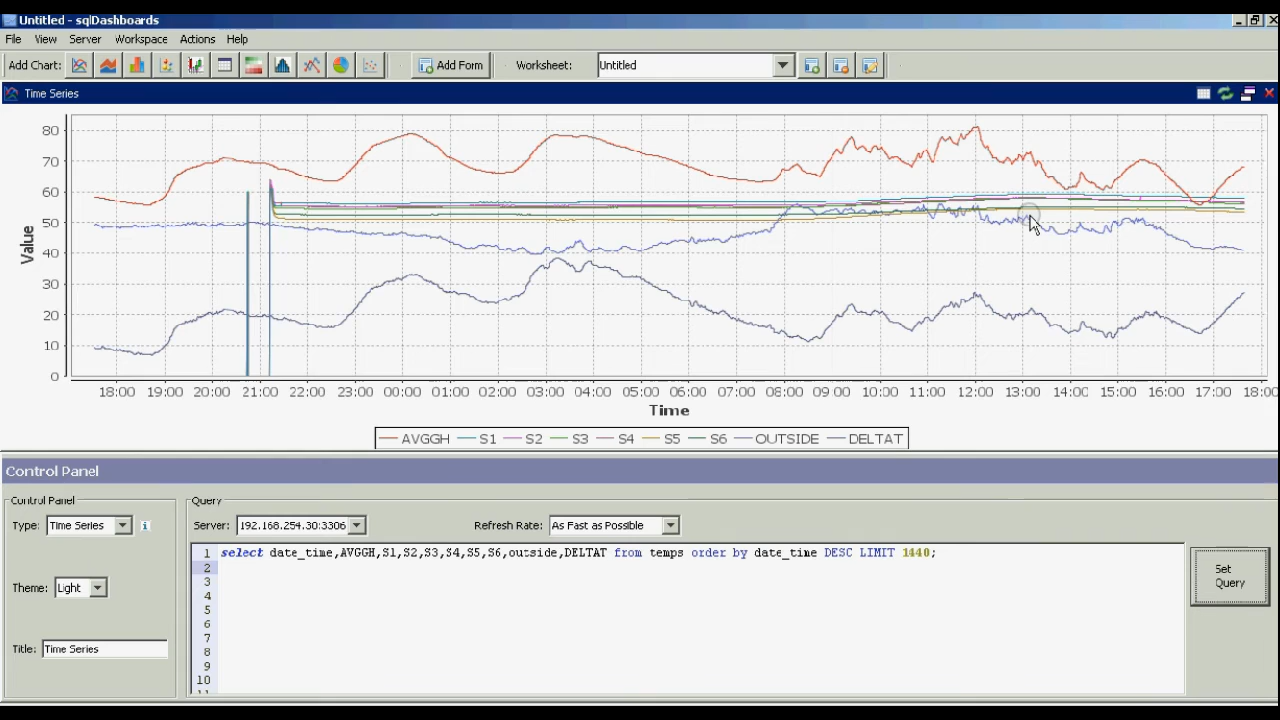 Untitled - sqlDashboards
File View Server Workspace Actions Help
Add Chart: Add Form Worksheet: Untitled
Time Series
80
70
60
50
40
30
20
10
0
Value
18:00 19:00 20:00 21:00 22:00 23:00 00:00 01:00 02:00 03:00 04:00 05:00 06:00 07:00 08:00 09:00 10:00 11:00 12:00 13:00 14:00 15:00 16:00 17:00 18:00
Time
AVGGH S1 S2 S3 S4 S5 S6 OUTSIDE DELTAT
Control Panel
Control Panel Query
Type: Time Series i Server: 192.168.254.30:3306 Refresh Rate: As Fast as Possible
1 select date_time,AVGGH,S1,S2,S3,S4,S5,S6,outside,DELTAT from temps order by date_time DESC LIMIT 1440;
2
3
4
5
6
7
8
9
10
11
Set
Query
Theme: Light
Title: Time Series